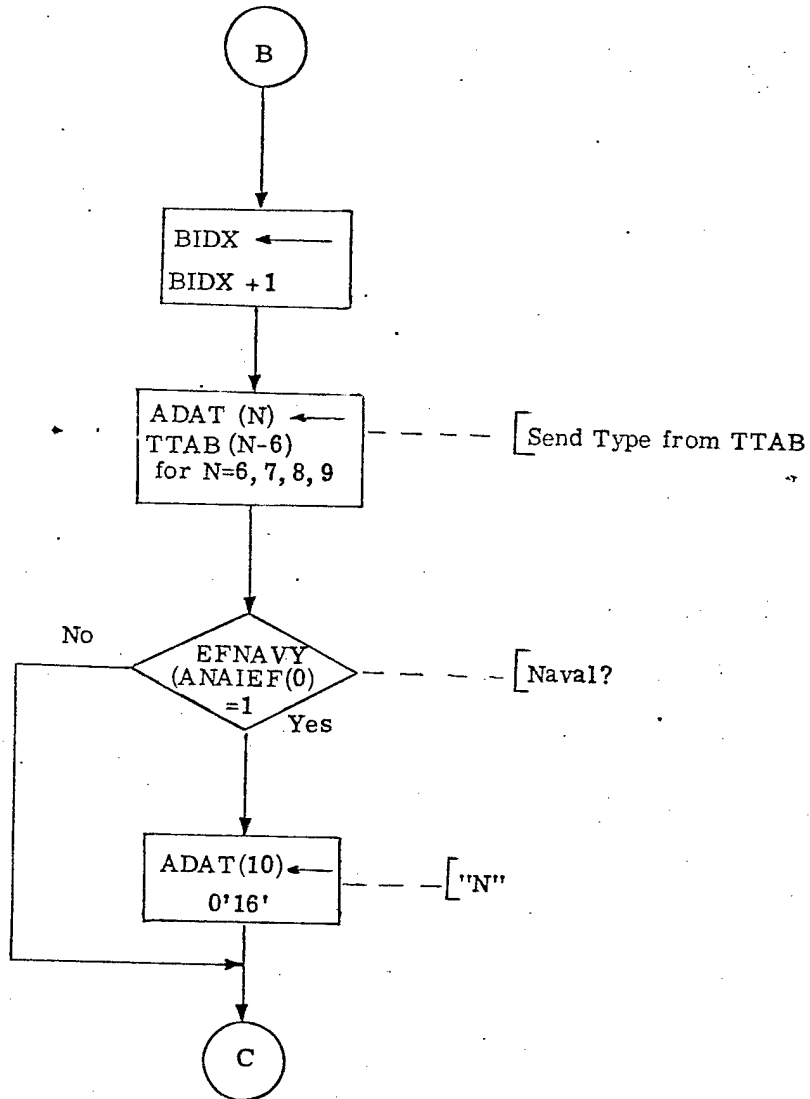 B
BIDX ←
BIDX +1
ADAT (N) ←
TTAB (N-6)
for N=6, 7, 8, 9
[Send Type from TTAB
No
EFNAVY
(ANAIEF(0)
=1
Yes
[Naval?
ADAT(10) ←
0'16'
["N"
C